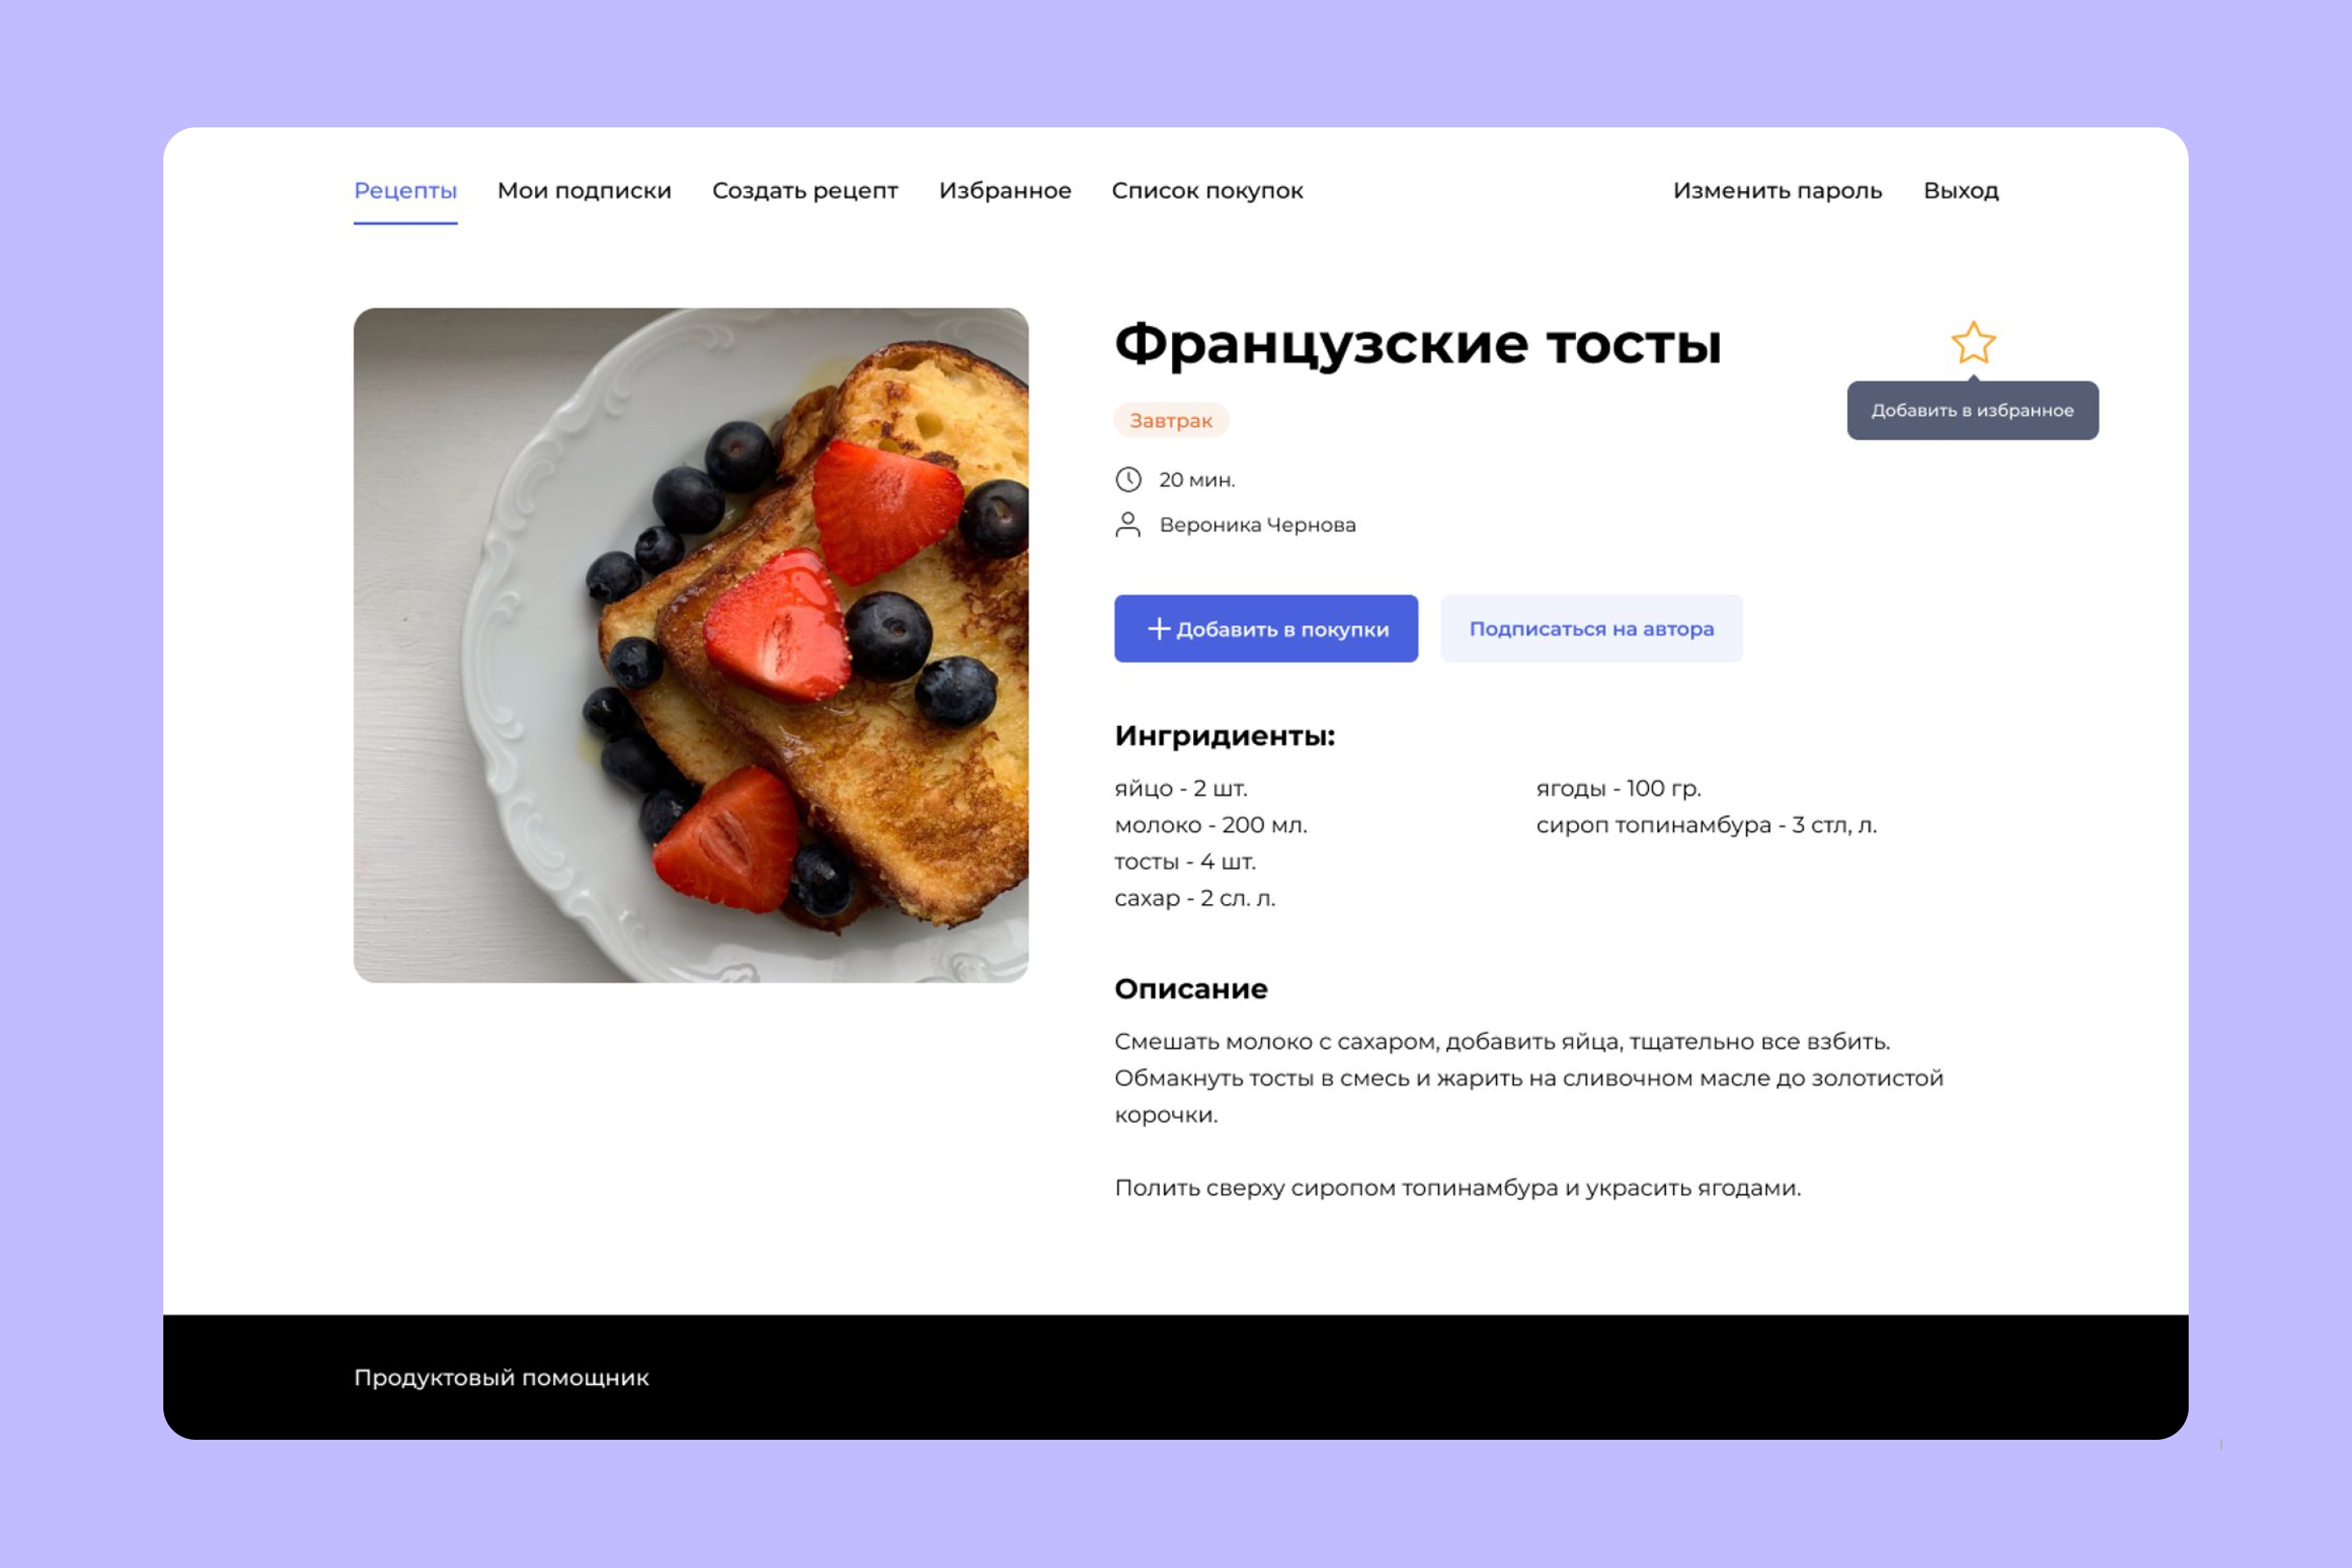 Рецепты Мои подписки Создать рецепт Избранное Список покупок Изменить пароль Выход
Французские тосты
Добавить в избранное
Завтрак
20 мин.
Вероника Чернова
Добавить в покупки
Подписаться на автора
Ингридиенты:
яйцо - 2 шт.
молоко - 200 мл.
тосты - 4 шт.
сахар - 2 сл. л.
ягоды - 100 гр.
сироп топинамбура - 3 стл, л.
Описание
Смешать молоко с сахаром, добавить яйца, тщательно все взбить.
Обмакнуть тосты в смесь и жарить на сливочном масле до золотистой
корочки.
Полить сверху сиропом топинамбура и украсить ягодами.
Продуктовый помощник